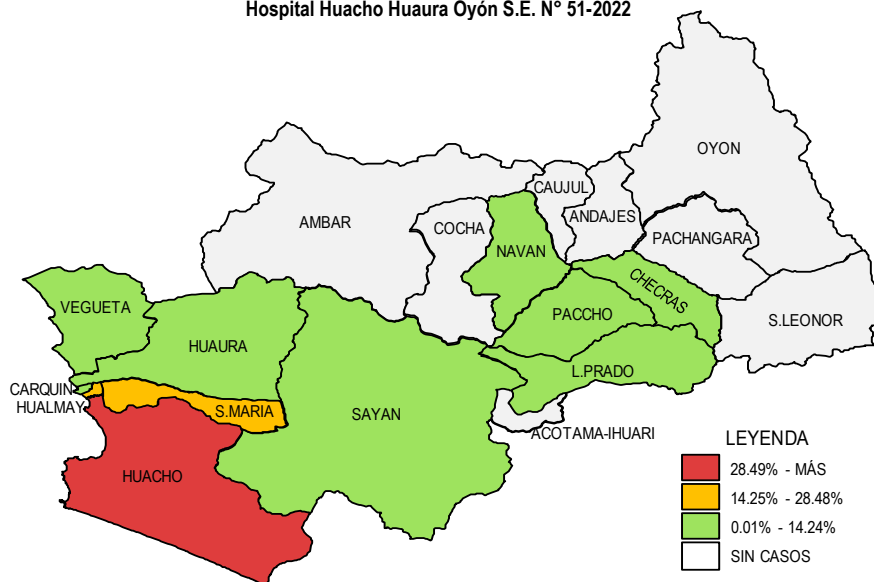 Hospital Huacho Huaura Oyón S.E. N° 51-2022
OYON
CAUJUL
ANDAJES
AMBAR
COCHA
PACHANGARA
NAVAN
CHECRAS
VEGUETA
PACCHO
S.LEONOR
HUAURA
L.PRADO
CARQUIN
HUALMAY
S.MARIA
SAYAN
ACOTAMA-IHUARI
HUACHO
LEYENDA
28.49% - MÁS
14.25% - 28.48%
0.01% - 14.24%
SIN CASOS